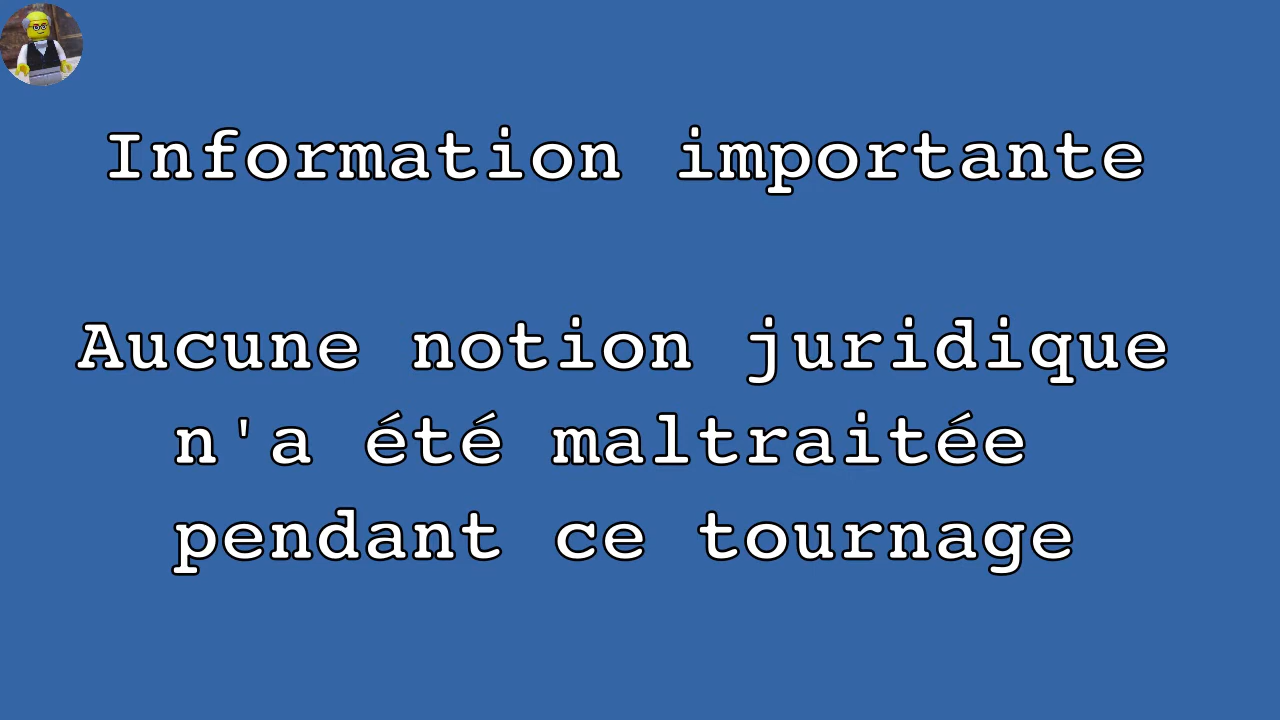 Information importante
Aucune notion juridique
n'a été maltraitée
pendant ce tournage